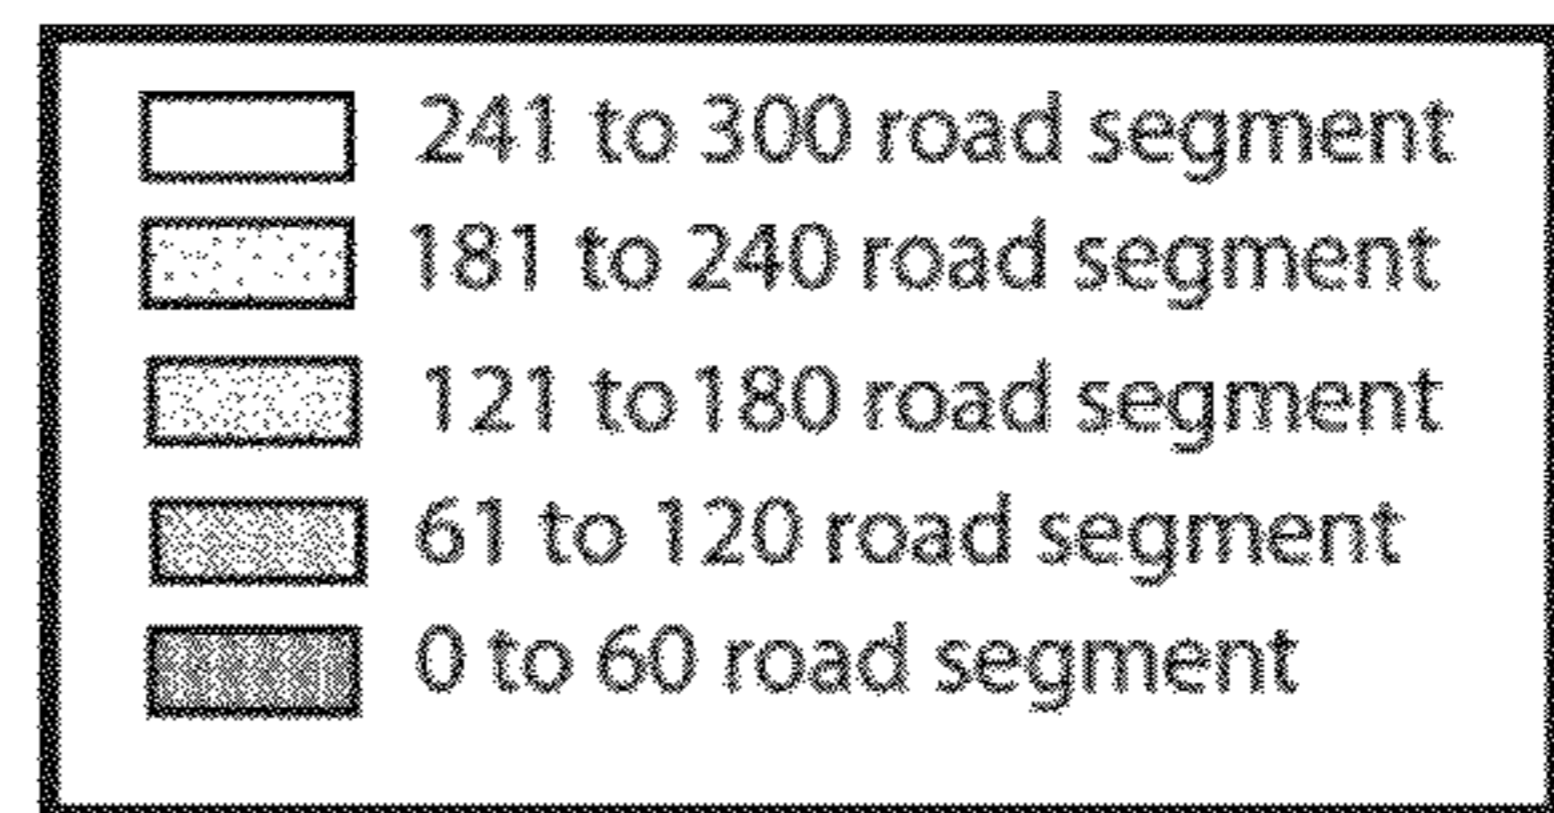 241 to 300 road segment
181 to 240 road segment
121 to 180 road segment
61 to 120 road segment
0 to 60 road segment